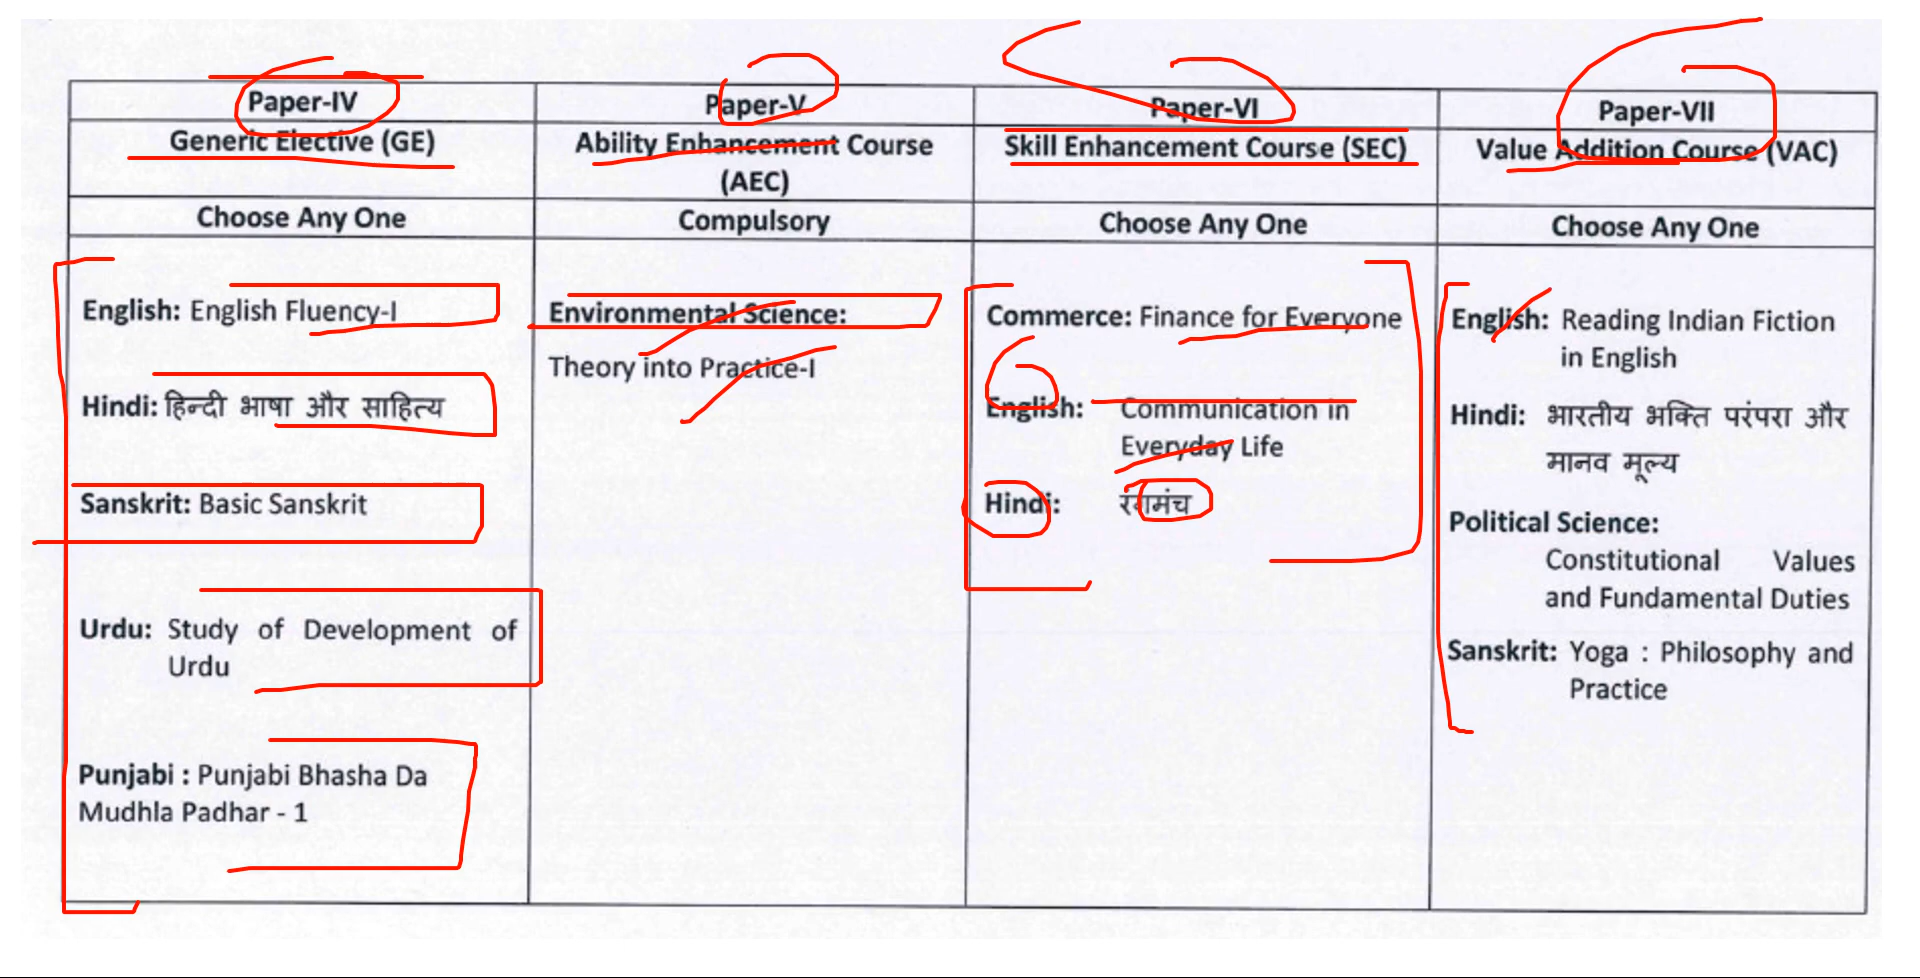 Paper-IV
Generic Elective (GE)
Choose Any One
English: English Fluency-I
Hindi: हिन्दी भाषा और साहित्य
Sanskrit: Basic Sanskrit
Urdu: Study of Development of
Urdu
Punjabi : Punjabi Bhasha Da
Mudhla Padhar - 1
Paper-V
Ability Enhancement Course
(AEC)
Compulsory
Environmental Science:
Theory into Practice-I
Paper-VI
Skill Enhancement Course (SEC)
Choose Any One
Commerce: Finance for Everyone
English: Communication in
Everyday Life
Hindi: रंगमंच
Paper-VII
Value Addition Course (VAC)
Choose Any One
English: Reading Indian Fiction
in English
Hindi: भारतीय भक्ति परंपरा और
मानव मूल्य
Political Science:
Constitutional Values
and Fundamental Duties
Sanskrit: Yoga : Philosophy and
Practice